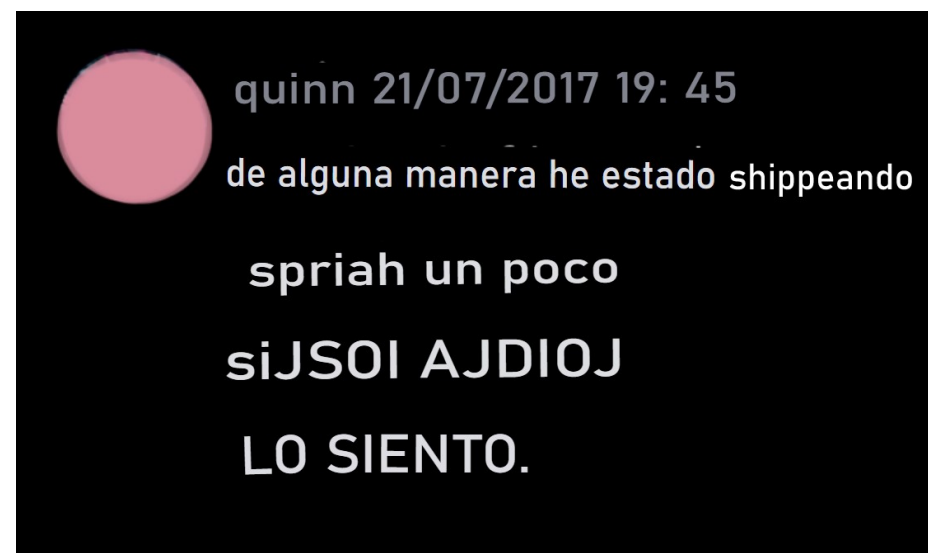 quinn 21/07/2017 19: 45
de alguna manera he estado shippeando
spriah un poco
siJSOI AJDIOJ
LO SIENTO.